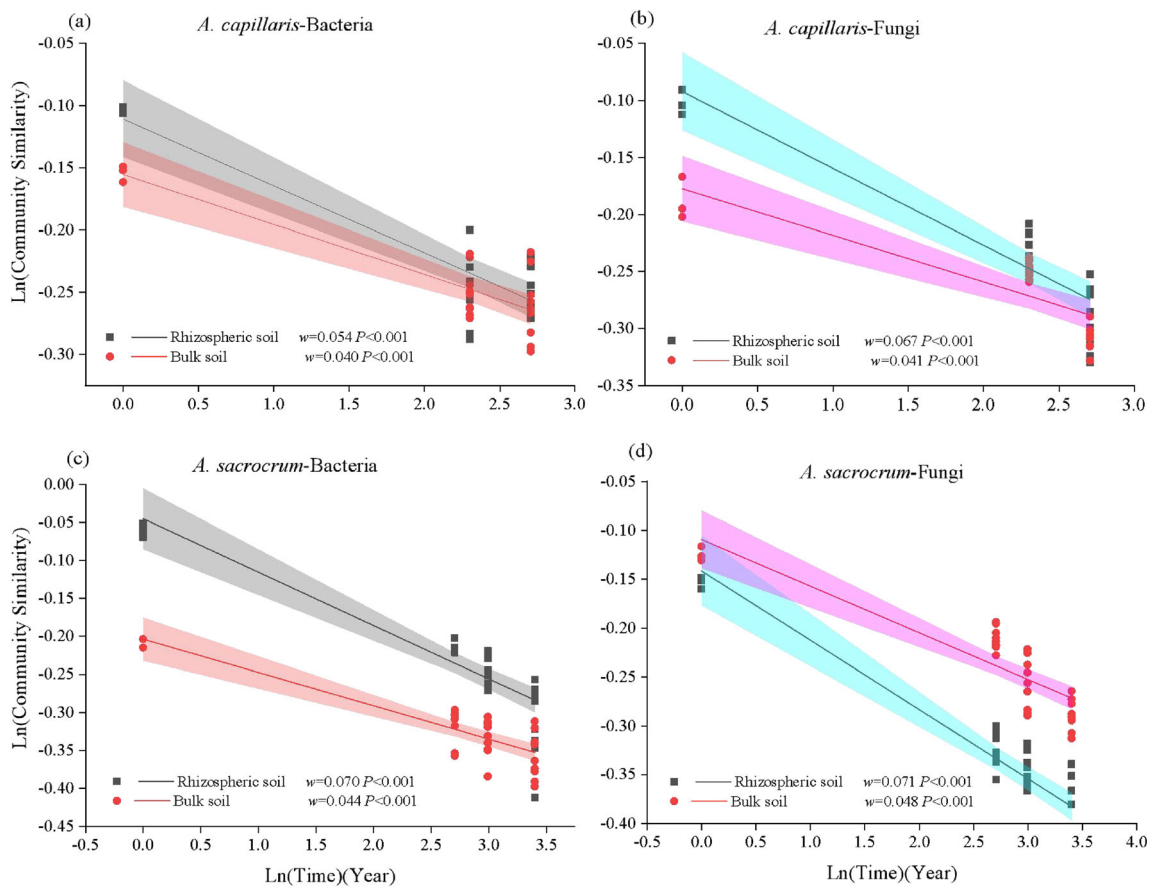 (a)
A. capillaris-Bacteria
-0.05
-0.10
-0.15
-0.20
-0.25
-0.30
Ln(Community Similarity)
Rhizospheric soil w=0.054 P<0.001
Bulk soil w=0.040 P<0.001
0.0 0.5 1.0 1.5 2.0 2.5 3.0
(b)
A. capillaris-Fungi
-0.05
-0.10
-0.15
-0.20
-0.25
-0.30
-0.35
Rhizospheric soil w=0.067 P<0.001
Bulk soil w=0.041 P<0.001
0.0 0.5 1.0 1.5 2.0 2.5 3.0
(c)
A. sacrocrum-Bacteria
0.00
-0.05
-0.10
-0.15
-0.20
-0.25
-0.30
-0.35
-0.40
-0.45
Ln(Community Similarity)
Rhizospheric soil w=0.070 P<0.001
Bulk soil w=0.044 P<0.001
-0.5 0.0 0.5 1.0 1.5 2.0 2.5 3.0 3.5
Ln(Time)(Year)
(d)
A. sacrocrum-Fungi
-0.05
-0.10
-0.15
-0.20
-0.25
-0.30
-0.35
-0.40
Rhizospheric soil w=0.071 P<0.001
Bulk soil w=0.048 P<0.001
-0.5 0.0 0.5 1.0 1.5 2.0 2.5 3.0 3.5 4.0
Ln(Time)(Year)